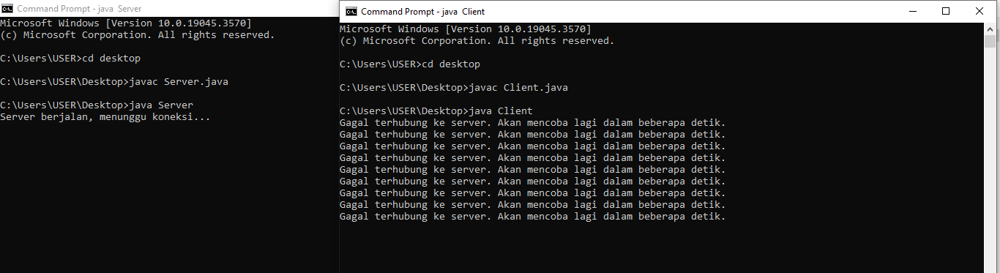 Command Prompt - java  Server
Microsoft Windows [Version 10.0.19045.3570]
(c) Microsoft Corporation. All rights reserved.
C:\Users\USER>cd desktop
C:\Users\USER\Desktop>javac Server.java
C:\Users\USER\Desktop>java Server
Server berjalan, menunggu koneksi...
Command Prompt - java  Client
Microsoft Windows [Version 10.0.19045.3570]
(c) Microsoft Corporation. All rights reserved.
C:\Users\USER>cd desktop
C:\Users\USER\Desktop>javac Client.java
C:\Users\USER\Desktop>java Client
Gagal terhubung ke server. Akan mencoba lagi dalam beberapa detik.
Gagal terhubung ke server. Akan mencoba lagi dalam beberapa detik.
Gagal terhubung ke server. Akan mencoba lagi dalam beberapa detik.
Gagal terhubung ke server. Akan mencoba lagi dalam beberapa detik.
Gagal terhubung ke server. Akan mencoba lagi dalam beberapa detik.
Gagal terhubung ke server. Akan mencoba lagi dalam beberapa detik.
Gagal terhubung ke server. Akan mencoba lagi dalam beberapa detik.
Gagal terhubung ke server. Akan mencoba lagi dalam beberapa detik.
Gagal terhubung ke server. Akan mencoba lagi dalam beberapa detik.